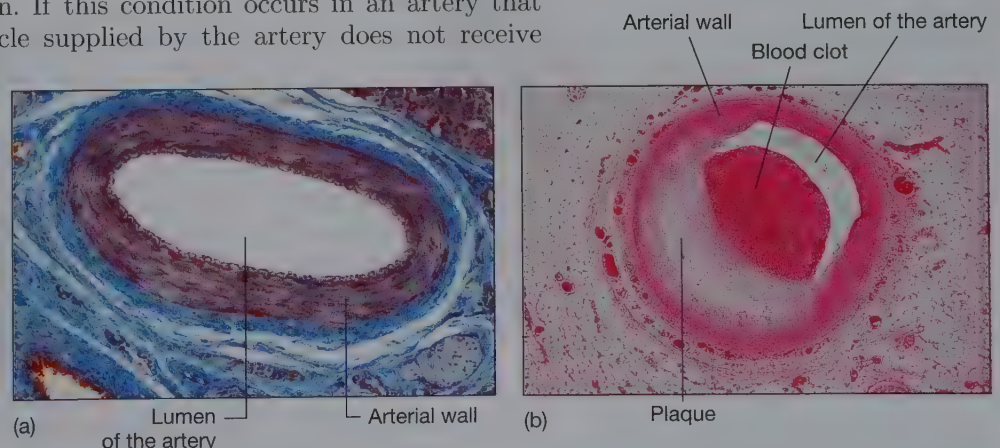 If this condition occurs in an artery that
supplied by the artery does not receive
Arterial wall
Lumen of the artery
Blood clot
Lumen
of the artery
Arterial wall
(a)
Plaque
(b)